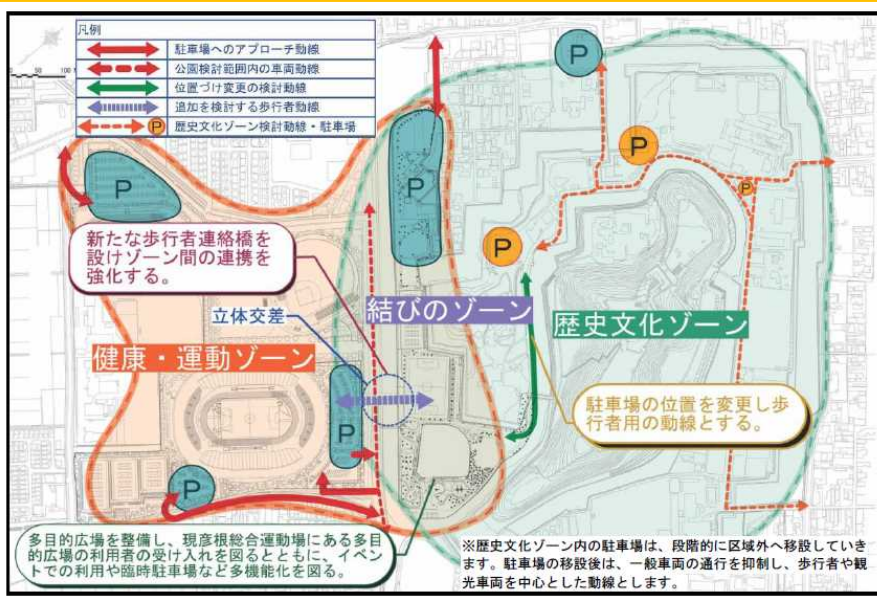 凡例
駐車場へのアプローチ動線
公園検討範囲内の車両動線
位置づけ変更の検討動線
追加を検討する歩行者動線
P 歴史文化ゾーン検討動線・駐車場
0 50 100
P
P
P
P
P
P
P
P
新たな歩行者連絡橋を
設けゾーン間の連携を
強化する。
立体交差
結びのゾーン
歴史文化ゾーン
健康・運動ゾーン
駐車場の位置を変更し歩
行者用の動線とする。
多目的広場を整備し、現彦根総合運動場にある多目
的広場の利用者の受け入れを図るとともに、イベン
トでの利用や臨時駐車場など多機能化を図る。
※歴史文化ゾーン内の駐車場は、段階的に区域外へ移設していき
ます。駐車場の移設後は、一般車両の通行を抑制し、歩行者や観
光車両を中心とした動線とします。